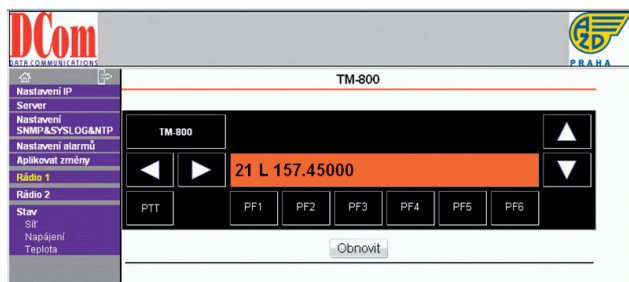 DCom
DATA COMMUNICATIONS
AŽD
PRAHA
Nastavení IP
Server
Nastavení
SNMP&SYSLOG&NTP
Nastavení alarmů
Aplikovat změny
Rádio 1
Rádio 2
Stav
Síť
Napájení
Teplota
TM-800
TM-800
21 L 157.45000
PTT
PF1
PF2
PF3
PF4
PF5
PF6
Obnovit